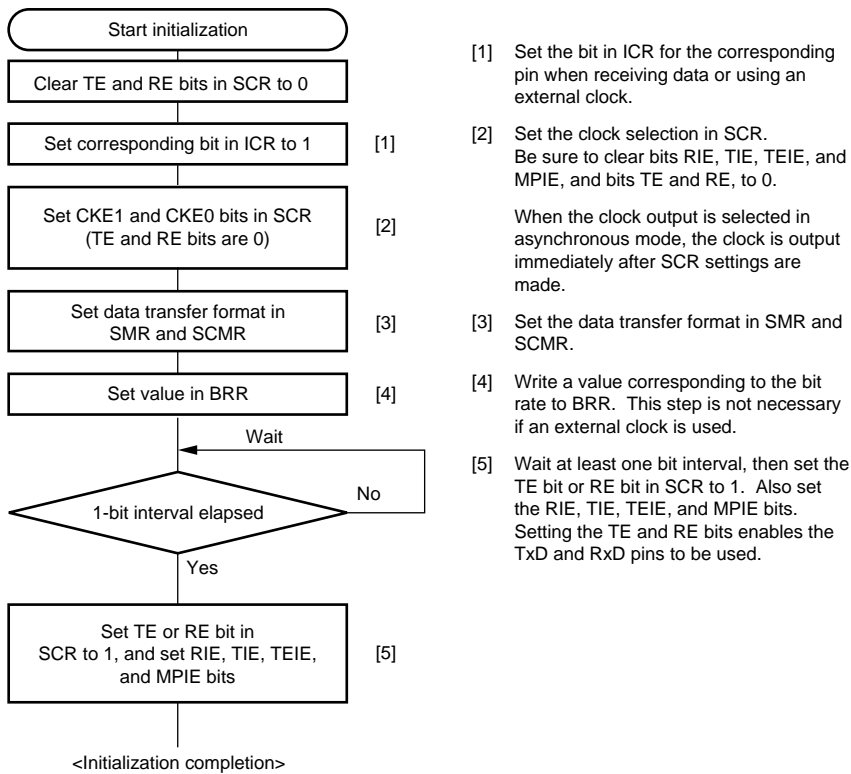 Start initialization
Clear TE and RE bits in SCR to 0
Set corresponding bit in ICR to 1
[1]
Set CKE1 and CKE0 bits in SCR
(TE and RE bits are 0)
[2]
Set data transfer format in
SMR and SCMR
[3]
Set value in BRR
[4]
Wait
No
1-bit interval elapsed
Yes
Set TE or RE bit in
SCR to 1, and set RIE, TIE, TEIE,
and MPIE bits
[5]
<Initialization completion>
[1] Set the bit in ICR for the corresponding
pin when receiving data or using an
external clock.
[2] Set the clock selection in SCR.
Be sure to clear bits RIE, TIE, TEIE, and
MPIE, and bits TE and RE, to 0.
When the clock output is selected in
asynchronous mode, the clock is output
immediately after SCR settings are
made.
[3] Set the data transfer format in SMR and
SCMR.
[4] Write a value corresponding to the bit
rate to BRR. This step is not necessary
if an external clock is used.
[5] Wait at least one bit interval, then set the
TE bit or RE bit in SCR to 1. Also set
the RIE, TIE, TEIE, and MPIE bits.
Setting the TE and RE bits enables the
TxD and RxD pins to be used.